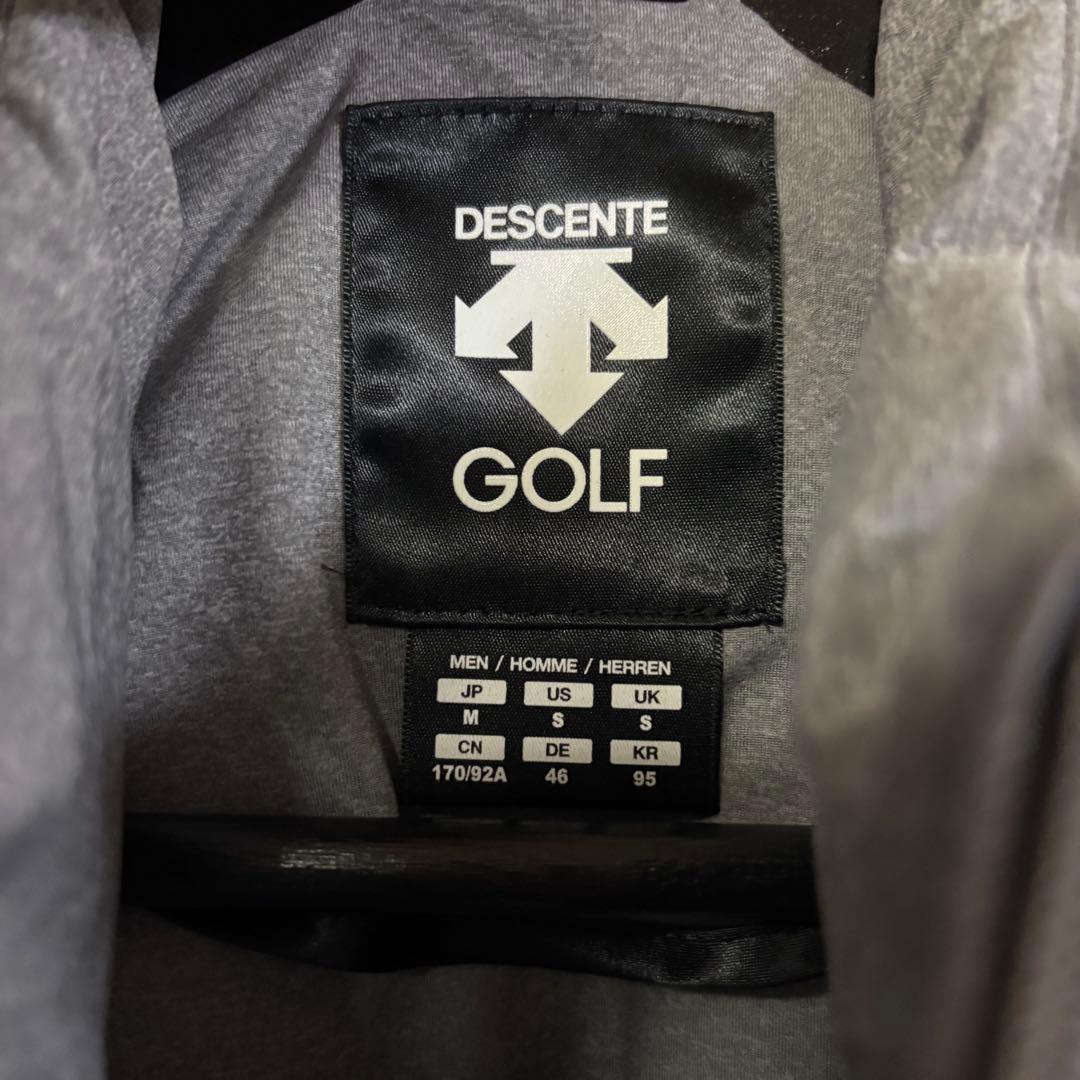 DESCENTE
GOLF
MEN / HOMME / HERREN
JP US UK
M S S
CN DE KR
170/92A 46 95